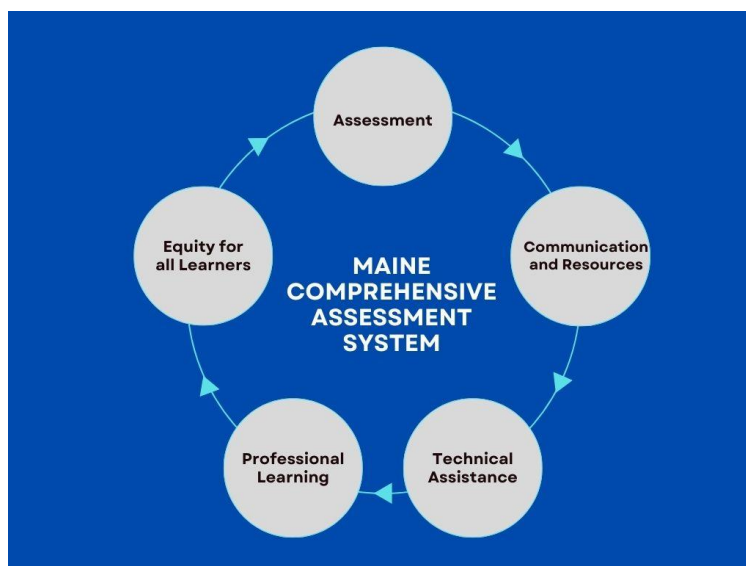 Assessment
Communication
and Resources
Technical
Assistance
Professional
Learning
Equity for
all Learners
MAINE
COMPREHENSIVE
ASSESSMENT
SYSTEM